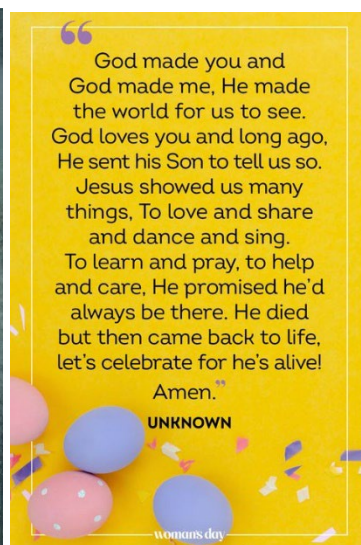 “
God made you and
God made me, He made
the world for us to see.
God loves you and long ago,
He sent his Son to tell us so.
Jesus showed us many
things, To love and share
and dance and sing.
To learn and pray, to help
and care, He promised he’d
always be there. He died
but then came back to life,
let’s celebrate for he’s alive!
Amen.”
UNKNOWN
woman's day